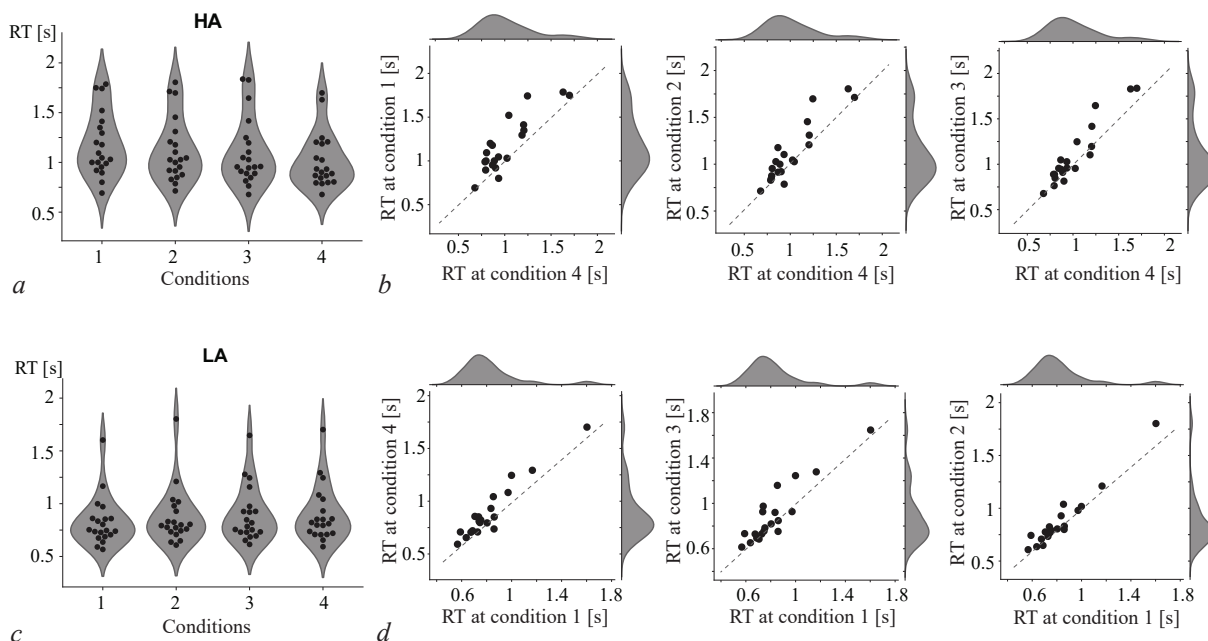 HA
RT [s]
2
1.5
1
0.5
1 2 3 4
Conditions
a
RT at condition 1 [s]
2
1.5
1
0.5
0.5 1 1.5 2
RT at condition 4 [s]
b
RT at condition 2 [s]
2
1.5
1
0.5
0.5 1 1.5 2
RT at condition 4 [s]
RT at condition 3 [s]
2
1.5
1
0.5
0.5 1 1.5 2
RT at condition 4 [s]
LA
RT [s]
2
1.5
1
0.5
1 2 3 4
Conditions
c
RT at condition 4 [s]
2
1.5
1
0.5
0.6 1 1.4 1.8
RT at condition 1 [s]
d
RT at condition 3 [s]
1.8
1.4
1
0.6
0.6 1 1.4 1.8
RT at condition 1 [s]
RT at condition 2 [s]
2
1.5
1
0.5
0.6 1 1.4 1.8
RT at condition 1 [s]